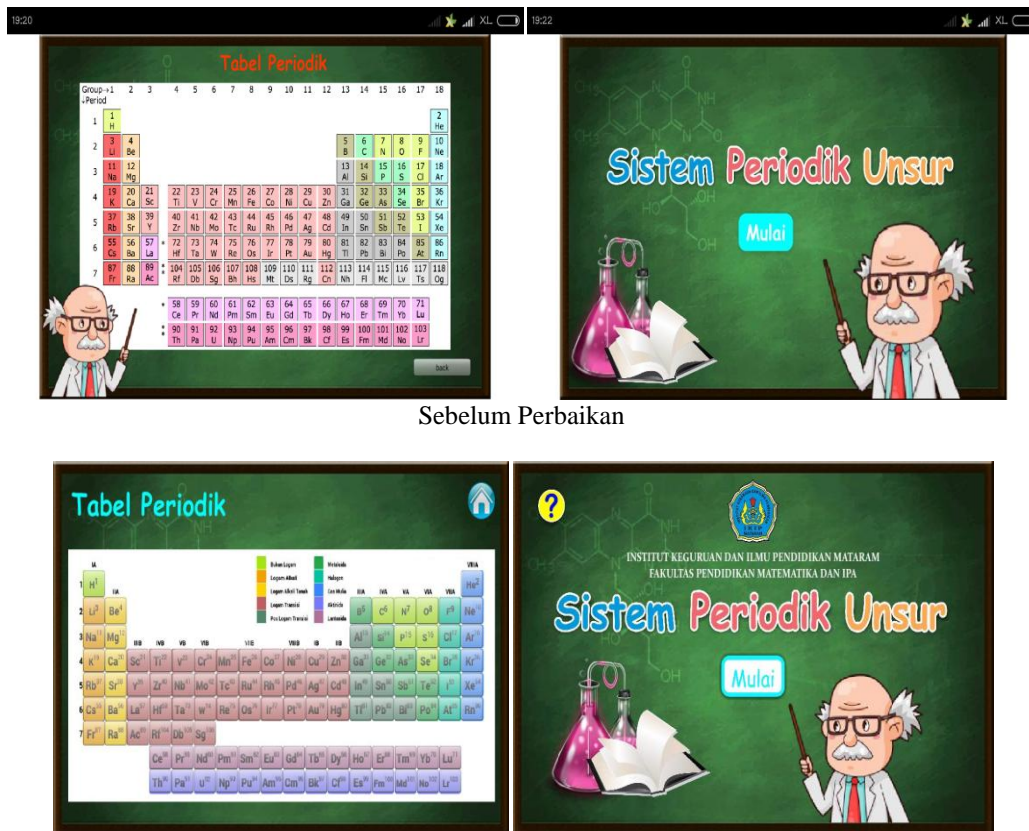 19:20
XL
19:22
XL
Tabel Periodik
Group→1 2 3 4 5 6 7 8 9 10 11 12 13 14 15 16 17 18
↓Period
1 1 2
H He
2 3 4 5 6 7 8 9 10
Li Be B C N O F Ne
3 11 12 13 14 15 16 17 18
Na Mg Al Si P S Cl Ar
4 19 20 21 22 23 24 25 26 27 28 29 30 31 32 33 34 35 36
K Ca Sc Ti V Cr Mn Fe Co Ni Cu Zn Ga Ge As Se Br Kr
5 37 38 39 40 41 42 43 44 45 46 47 48 49 50 51 52 53 54
Rb Sr Y Zr Nb Mo Tc Ru Rh Pd Ag Cd In Sn Sb Te I Xe
6 55 56 57 * 72 73 74 75 76 77 78 79 80 81 82 83 84 85 86
Cs Ba La Hf Ta W Re Os Ir Pt Au Hg Tl Pb Bi Po At Rn
7 87 88 89 104 105 106 107 108 109 110 111 112 113 114 115 116 117 118
Fr Ra Ac Rf Db Sg Bh Hs Mt Ds Rg Cn Nh Fl Mc Lv Ts Og
* 58 59 60 61 62 63 64 65 66 67 68 69 70 71
Ce Pr Nd Pm Sm Eu Gd Tb Dy Ho Er Tm Yb Lu
90 91 92 93 94 95 96 97 98 99 100 101 102 103
Th Pa U Np Pu Am Cm Bk Cf Es Fm Md No Lr
back
Sistem Periodik Unsur
Mulai
Sebelum Perbaikan
Tabel Periodik
IA VIIIA
Bukan Logam Metaloida
Logam Alkali Halogen
Logam Alkali Tanah Gas Mulia
Logam Transisi Aktinida
Pos Logam Transisi Lantanida
IIA IIIA IVA VA VIA VIIA
IIIB IVB VB VIB VIIB VIIIB IB IIB
1 H He
2 Li Be B C N O F Ne
3 Na Mg Al Si P S Cl Ar
4 K Ca Sc Ti V Cr Mn Fe Co Ni Cu Zn Ga Ge As Se Br Kr
5 Rb Sr Y Zr Nb Mo Tc Ru Rh Pd Ag Cd In Sn Sb Te I Xe
6 Cs Ba La Hf Ta W Re Os Ir Pt Au Hg Tl Pb Bi Po At Rn
7 Fr Ra Ac Rf Db Sg
Ce Pr Nd Pm Sm Eu Gd Tb Dy Ho Er Tm Yb Lu
Th Pa U Np Pu Am Cm Bk Cf Es Fm Md No Lr
?
INSTITUT KEGURUAN DAN ILMU PENDIDIKAN MATARAM
FAKULTAS PENDIDIKAN MATEMATIKA DAN IPA
Sistem Periodik Unsur
Mulai